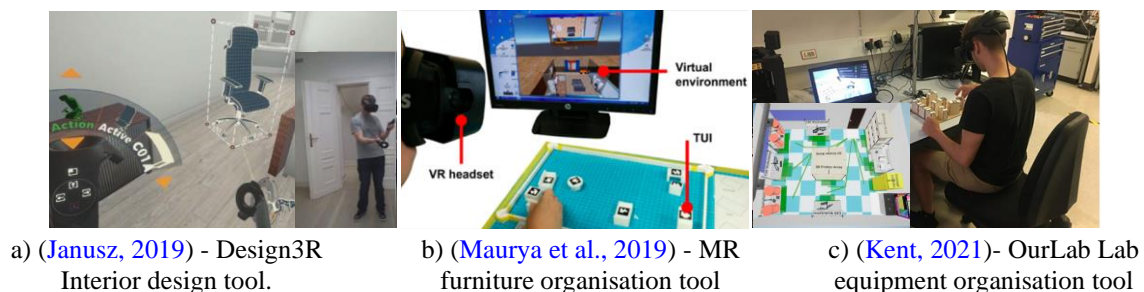 Action
Active COTA
Virtual
environment
TUI
VR headset
a) (Janusz, 2019) - Design3R
Interior design tool.
b) (Maurya et al., 2019) - MR
furniture organisation tool
c) (Kent, 2021)- OurLab Lab
equipment organisation tool